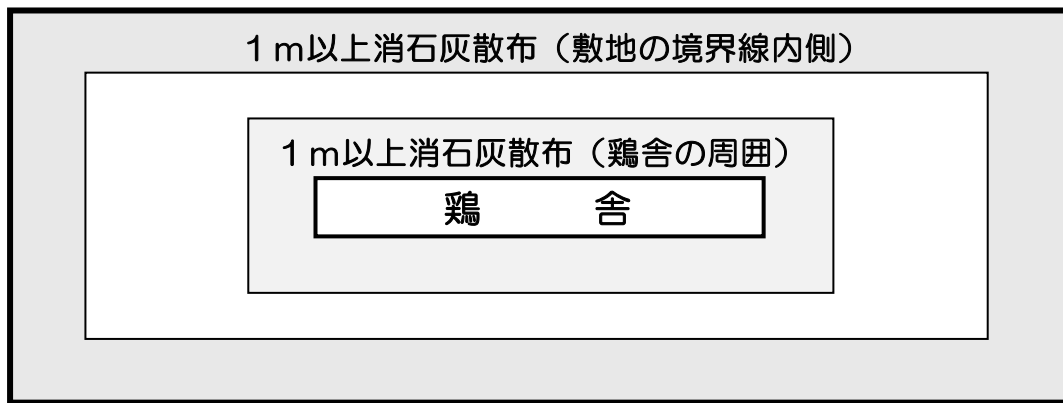 １ｍ以上消石灰散布（敷地の境界線内側）
１ｍ以上消石灰散布（鶏舎の周囲）
鶏　　　舎